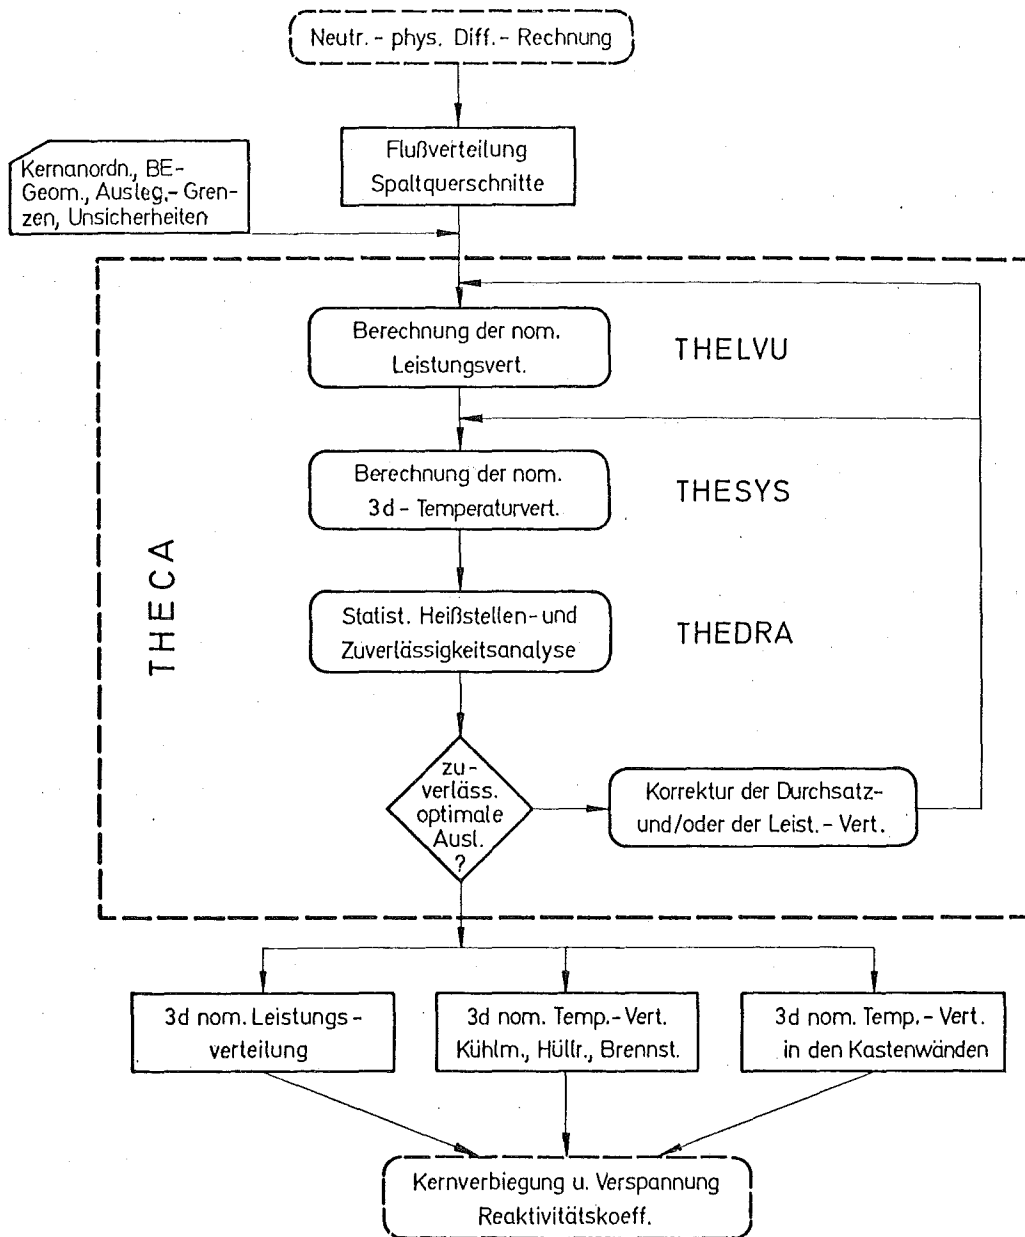 Neutr.- phys. Diff.- Rechnung
Flußverteilung
Spaltquerschnitte
Kernanordn., BE-
Geom., Ausleg.- Gren-
zen, Unsicherheiten
Berechnung der nom.
Leistungsvert.
THELVU
Berechnung der nom.
3d - Temperaturvert.
THESYS
THECA
Statist. Heißstellen- und
Zuverlässigkeitsanalyse
THEDRA
zu-
verläss.
optimale
Ausl.
?
Korrektur der Durchsatz-
und/oder der Leist.- Vert.
3d nom. Leistungs-
verteilung
3d nom. Temp.- Vert.
Kühlm., Hüllr., Brennst.
3d nom. Temp.- Vert.
in den Kastenwänden
Kernverbiegung u. Verspannung
Reaktivitätskoeff.